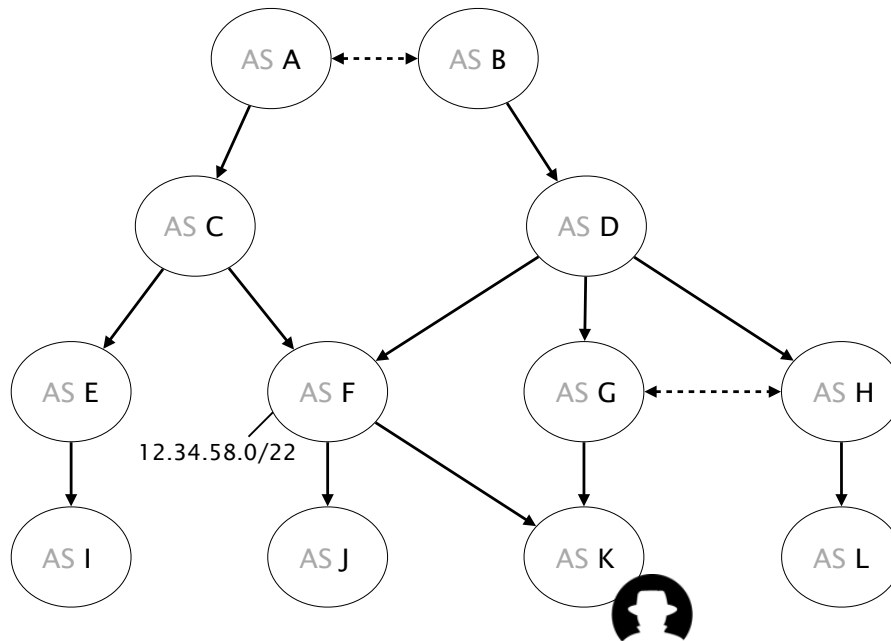 AS A
AS B
AS C
AS D
AS E
AS F
AS G
AS H
12.34.58.0/22
AS I
AS J
AS K
AS L